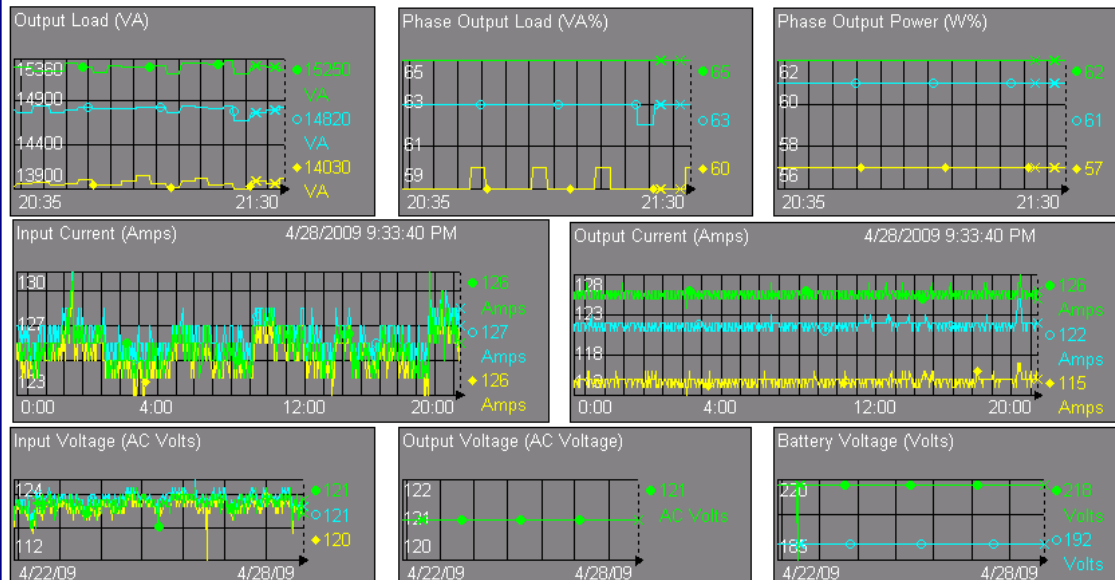 Output Load (VA)
15360
14900
14400
13900
20:35 21:30
15250
VA
14820
VA
14030
VA
Phase Output Load (VA%)
65
63
61
59
20:35 21:30
65
63
60
Phase Output Power (W%)
62
60
58
56
20:35 21:30
62
61
57
Input Current (Amps) 4/28/2009 9:33:40 PM
130
127
123
0:00 4:00 12:00 20:00
126
Amps
127
Amps
126
Amps
Output Current (Amps) 4/28/2009 9:33:40 PM
128
123
118
113
0:00 4:00 12:00 20:00
126
Amps
122
Amps
115
Amps
Input Voltage (AC Volts)
124
112
4/22/09 4/28/09
121
121
120
Output Voltage (AC Voltage)
122
121
120
4/22/09 4/28/09
121
AC Volts
Battery Voltage (Volts)
220
185
4/22/09 4/28/09
218
Volts
192
Volts